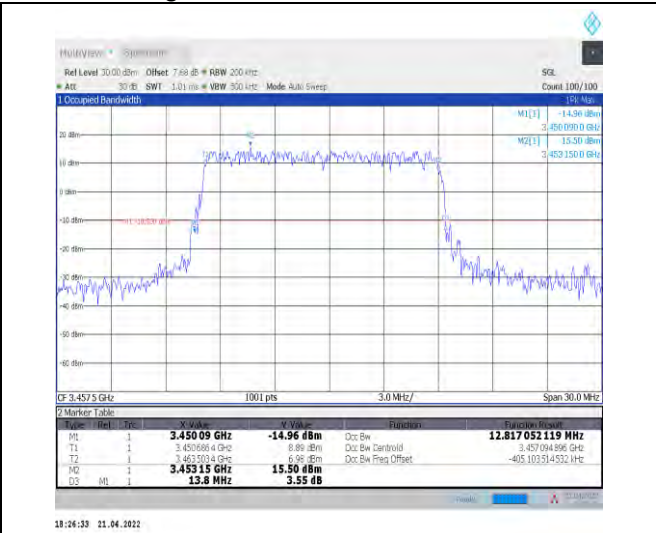 MultiView Spectrum
Ref Level 30.00 dBm Offset 7.68 dB RBW 200 kHz SGL
Att 30 dB SWT 1.01 ms VBW 500 kHz Mode Auto Sweep Count 100/100
1 Occupied Bandwidth 1Pk Max
M1[1] -14.96 dBm
3.450 090 0 GHz
M2[1] 15.50 dBm
3.453 150 0 GHz
20 dBm
10 dBm
0 dBm
-10 dBm
-20 dBm
-30 dBm
-40 dBm
-50 dBm
-60 dBm
CF 3.457 5 GHz 1001 pts 3.0 MHz/ Span 30.0 MHz
2 Marker Table
Type Ref Trc X Value Y Value Function Function Result
M1 1 3.450 09 GHz -14.96 dBm Occ Bw 12.817 052 119 MHz
T1 1 3.450686 4 GHz 8.89 dBm Occ Bw Centroid 3.457 094 896 GHz
T2 1 3.463503 4 GHz 6.98 dBm Occ Bw Freq Offset -405.103 514 532 kHz
M2 1 3.453 15 GHz 15.50 dBm
D3 M1 1 13.8 MHz 3.55 dB
18:26:33 21.04.2022